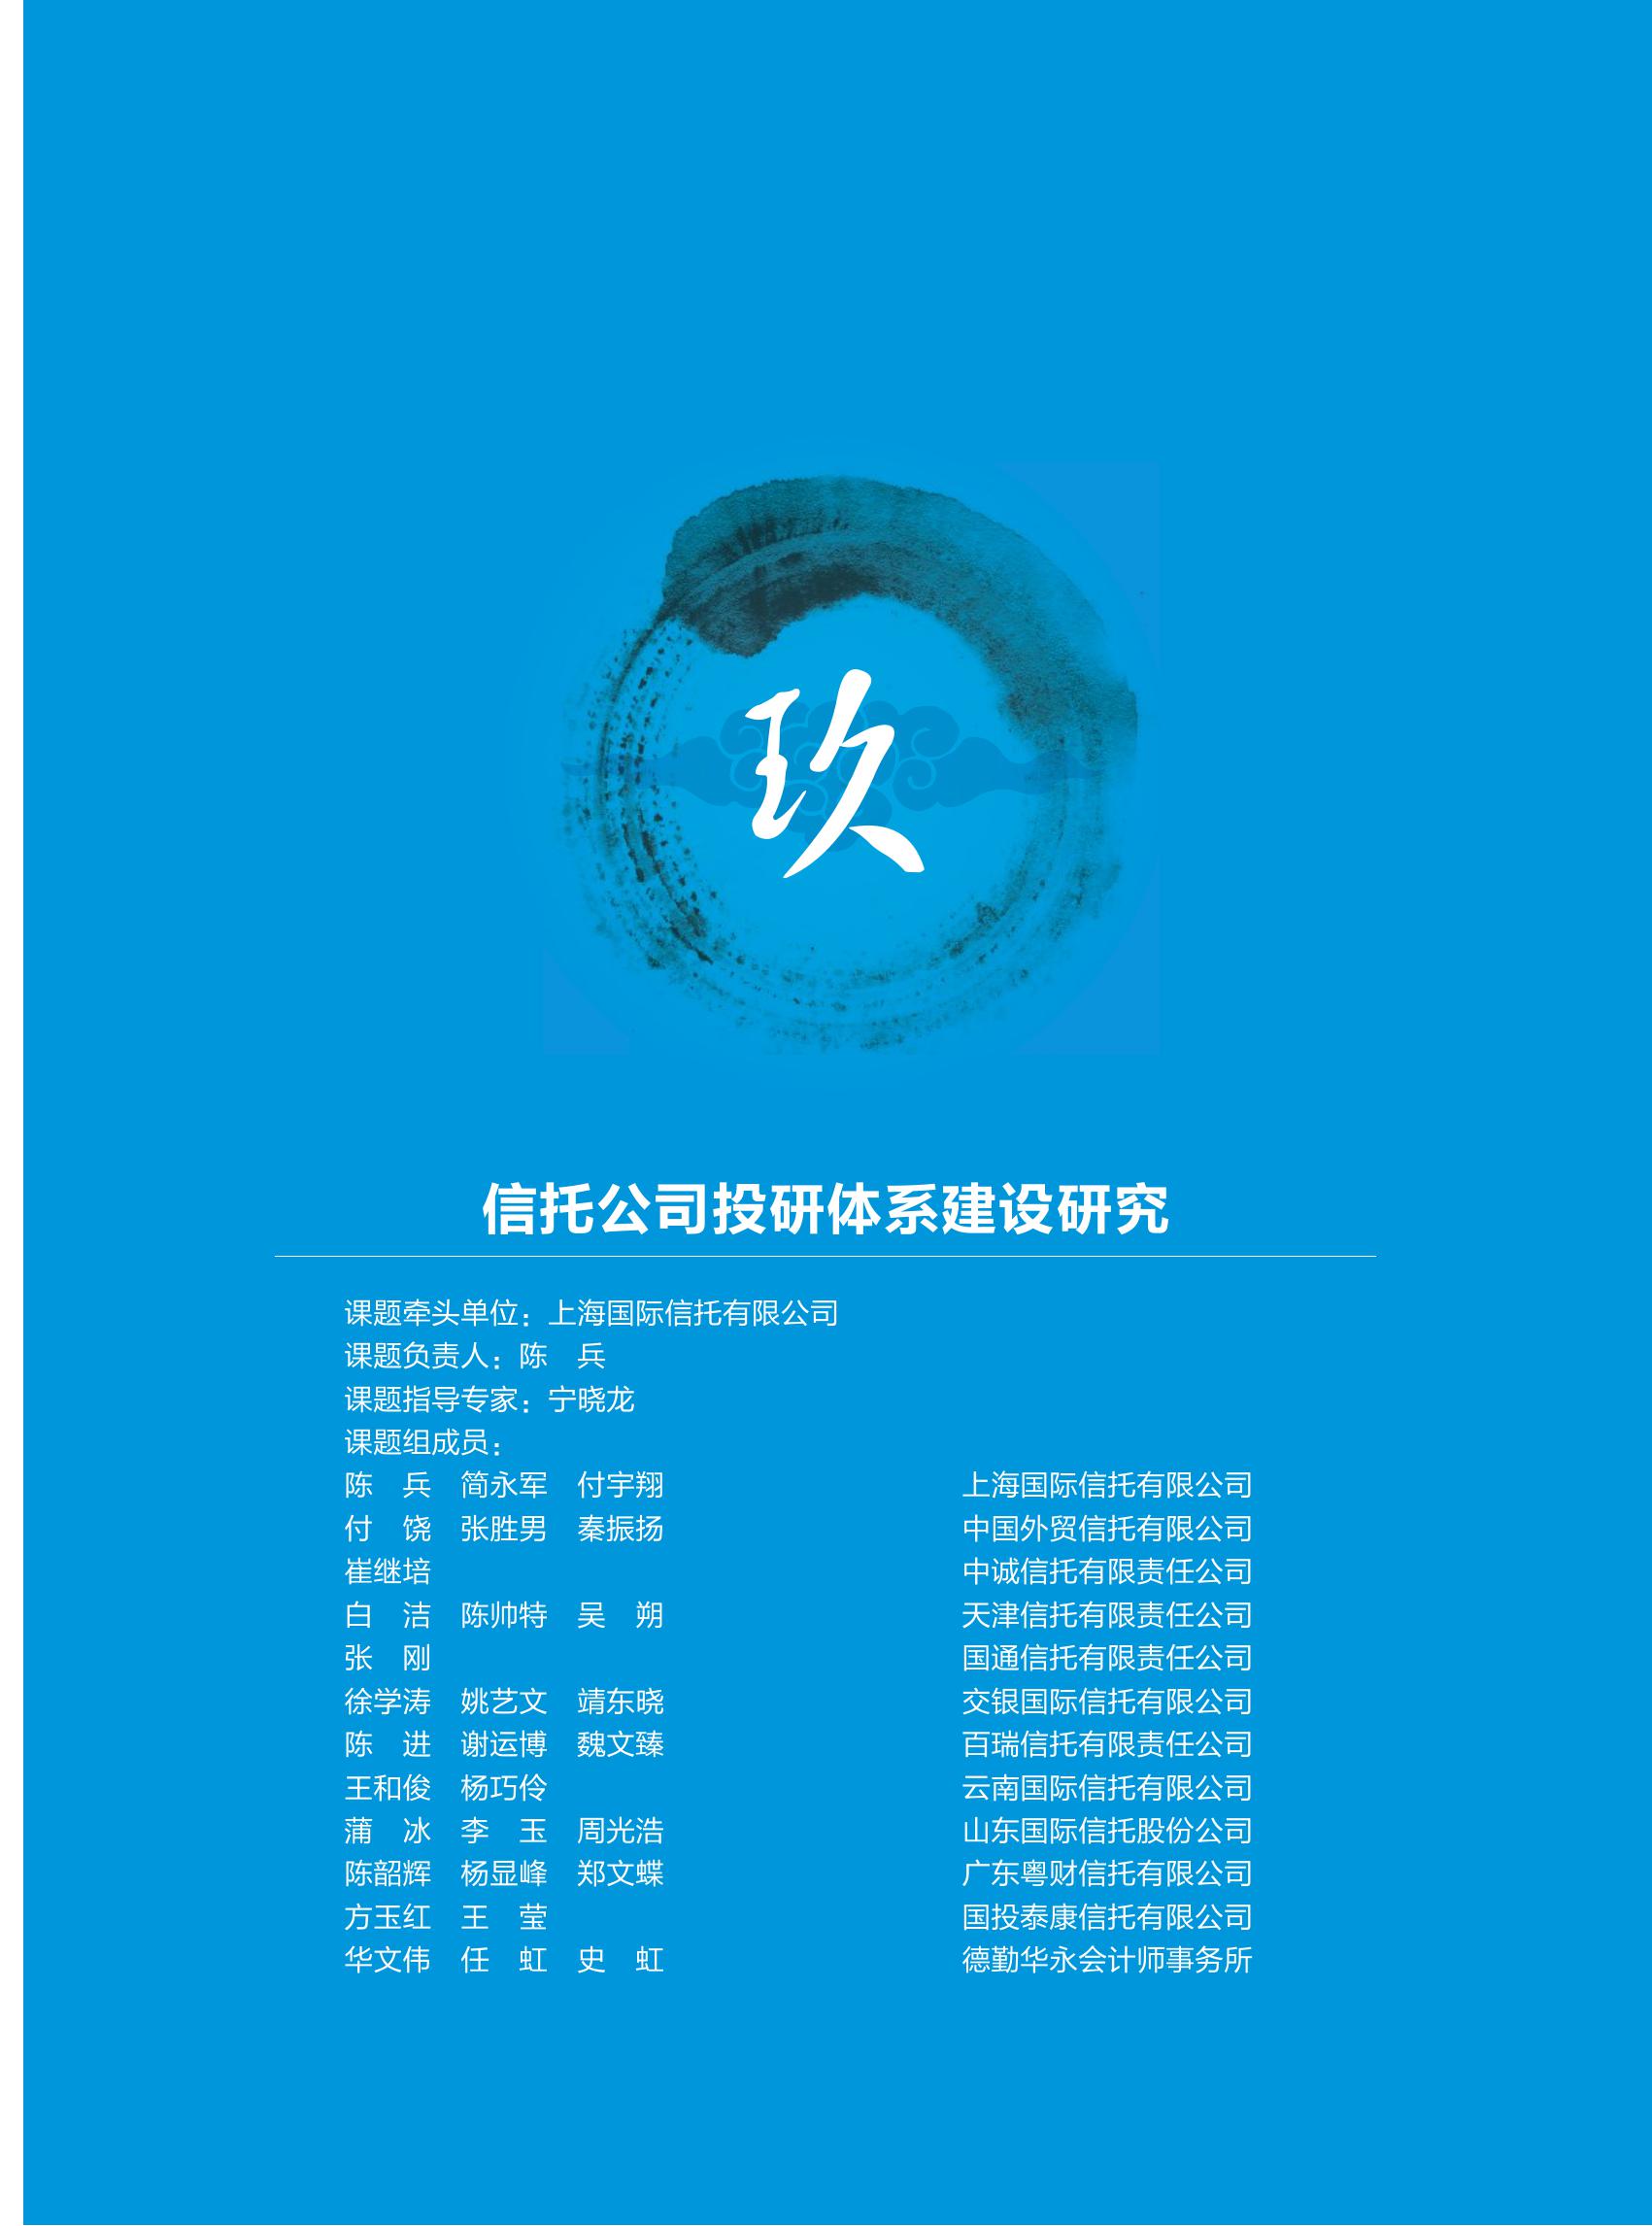 玖
信托公司投研体系建设研究
课题牵头单位：上海国际信托有限公司
课题负责人：陈　兵
课题指导专家：宁晓龙
课题组成员：
陈　兵　简永军　付宇翔　上海国际信托有限公司
付　饶　张胜男　秦振扬　中国外贸信托有限公司
崔继培　中诚信托有限责任公司
白　洁　陈帅特　吴　朔　天津信托有限责任公司
张　刚　国通信托有限责任公司
徐学涛　姚艺文　靖东晓　交银国际信托有限公司
陈　进　谢运博　魏文臻　百瑞信托有限责任公司
王和俊　杨巧伶　云南国际信托有限公司
蒲　冰　李　玉　周光浩　山东国际信托股份公司
陈韶辉　杨显峰　郑文蝶　广东粤财信托有限公司
方玉红　王　莹　国投泰康信托有限公司
华文伟　任　虹　史　虹　德勤华永会计师事务所